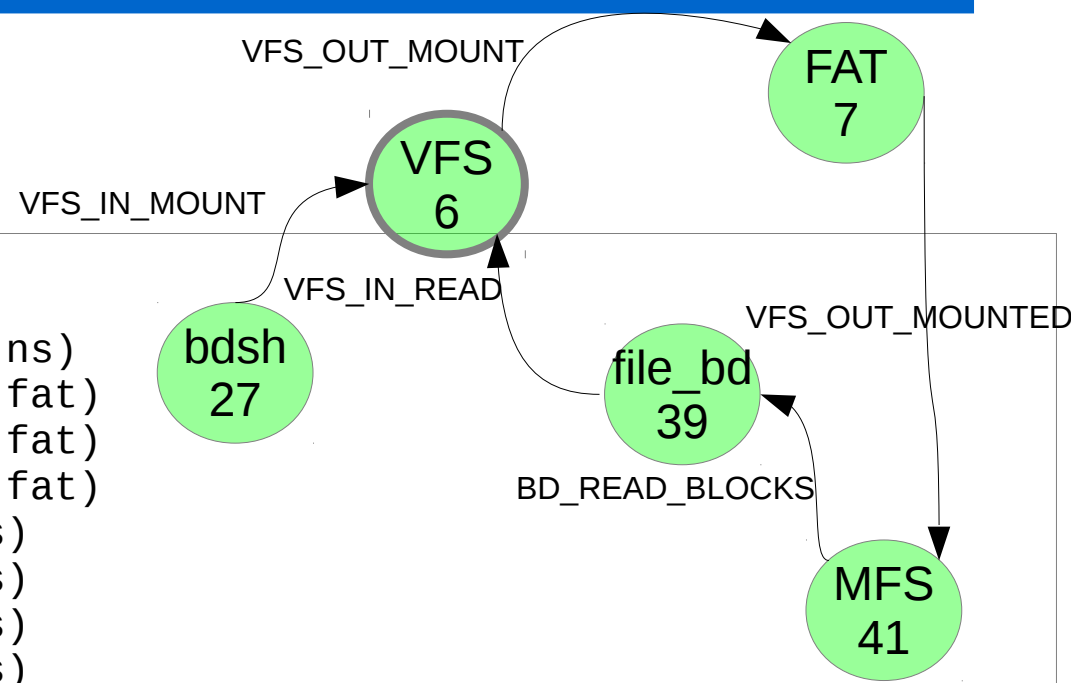 VFS_OUT_MOUNT
FAT
7
VFS
6
VFS_IN_MOUNT
VFS_IN_READ
VFS_OUT_MOUNTED
bdsh
27
file_bd
39
ns)
fat)
fat)
fat)
s)
s)
s)
s)
BD_READ_BLOCKS
MFS
41